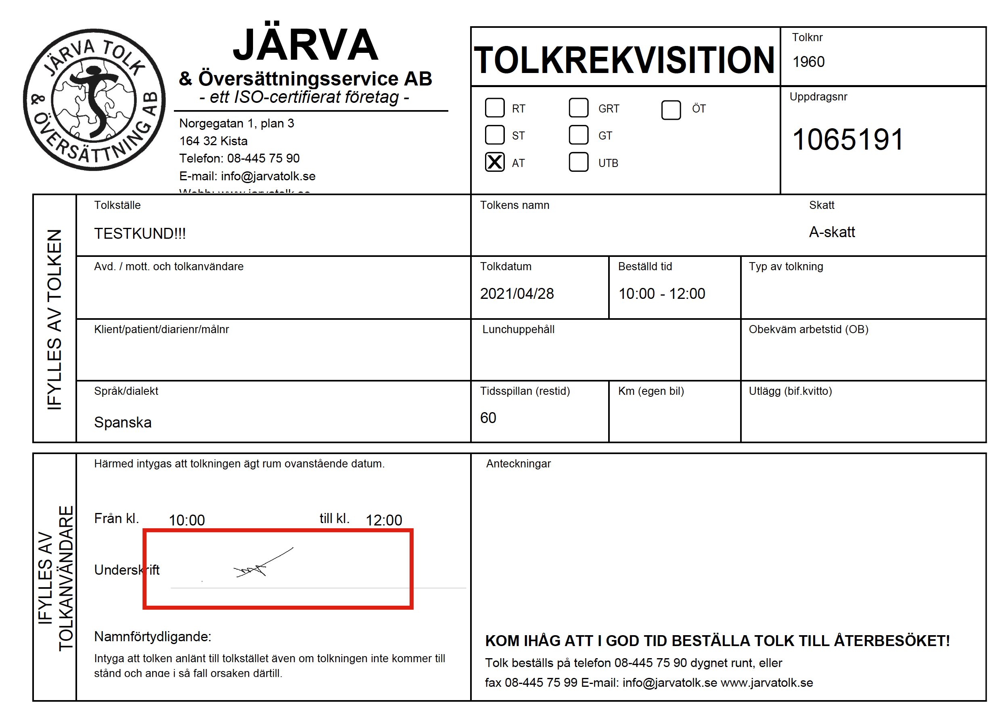 JÄRVA TOLK & ÖVERSÄTTNING AB
JÄRVA
& Översättningsservice AB
- ett ISO-certifierat företag -
Norgegatan 1, plan 3
164 32 Kista
Telefon: 08-445 75 90
E-mail: info@jarvatolk.se
Webb: www.jarvatolk.se
TOLKREKVISITION
Tolknr
1960
RT GRT ÖT
ST GT
X AT UTB
Uppdragsnr
1065191
IFYLLES AV TOLKEN
Tolkställe
TESTKUND!!!
Tolkens namn
Skatt
A-skatt
Avd. / mott. och tolkanvändare
Tolkdatum
2021/04/28
Beställd tid
10:00 - 12:00
Typ av tolkning
Klient/patient/diarienr/målnr
Lunchuppehåll
Obekväm arbetstid (OB)
Språk/dialekt
Spanska
Tidsspillan (restid)
60
Km (egen bil)
Utlägg (bif.kvitto)
IFYLLES AV
TOLKANVÄNDARE
Härmed intygas att tolkningen ägt rum ovanstående datum.
Från kl. 10:00 till kl. 12:00
Underskrift
Namnförtydligande:
Intyga att tolken anlänt till tolkstället även om tolkningen inte kommer till
stånd och ange i så fall orsaken därtill.
Anteckningar
KOM IHÅG ATT I GOD TID BESTÄLLA TOLK TILL ÅTERBESÖKET!
Tolk beställs på telefon 08-445 75 90 dygnet runt, eller
fax 08-445 75 99 E-mail: info@jarvatolk.se www.jarvatolk.se